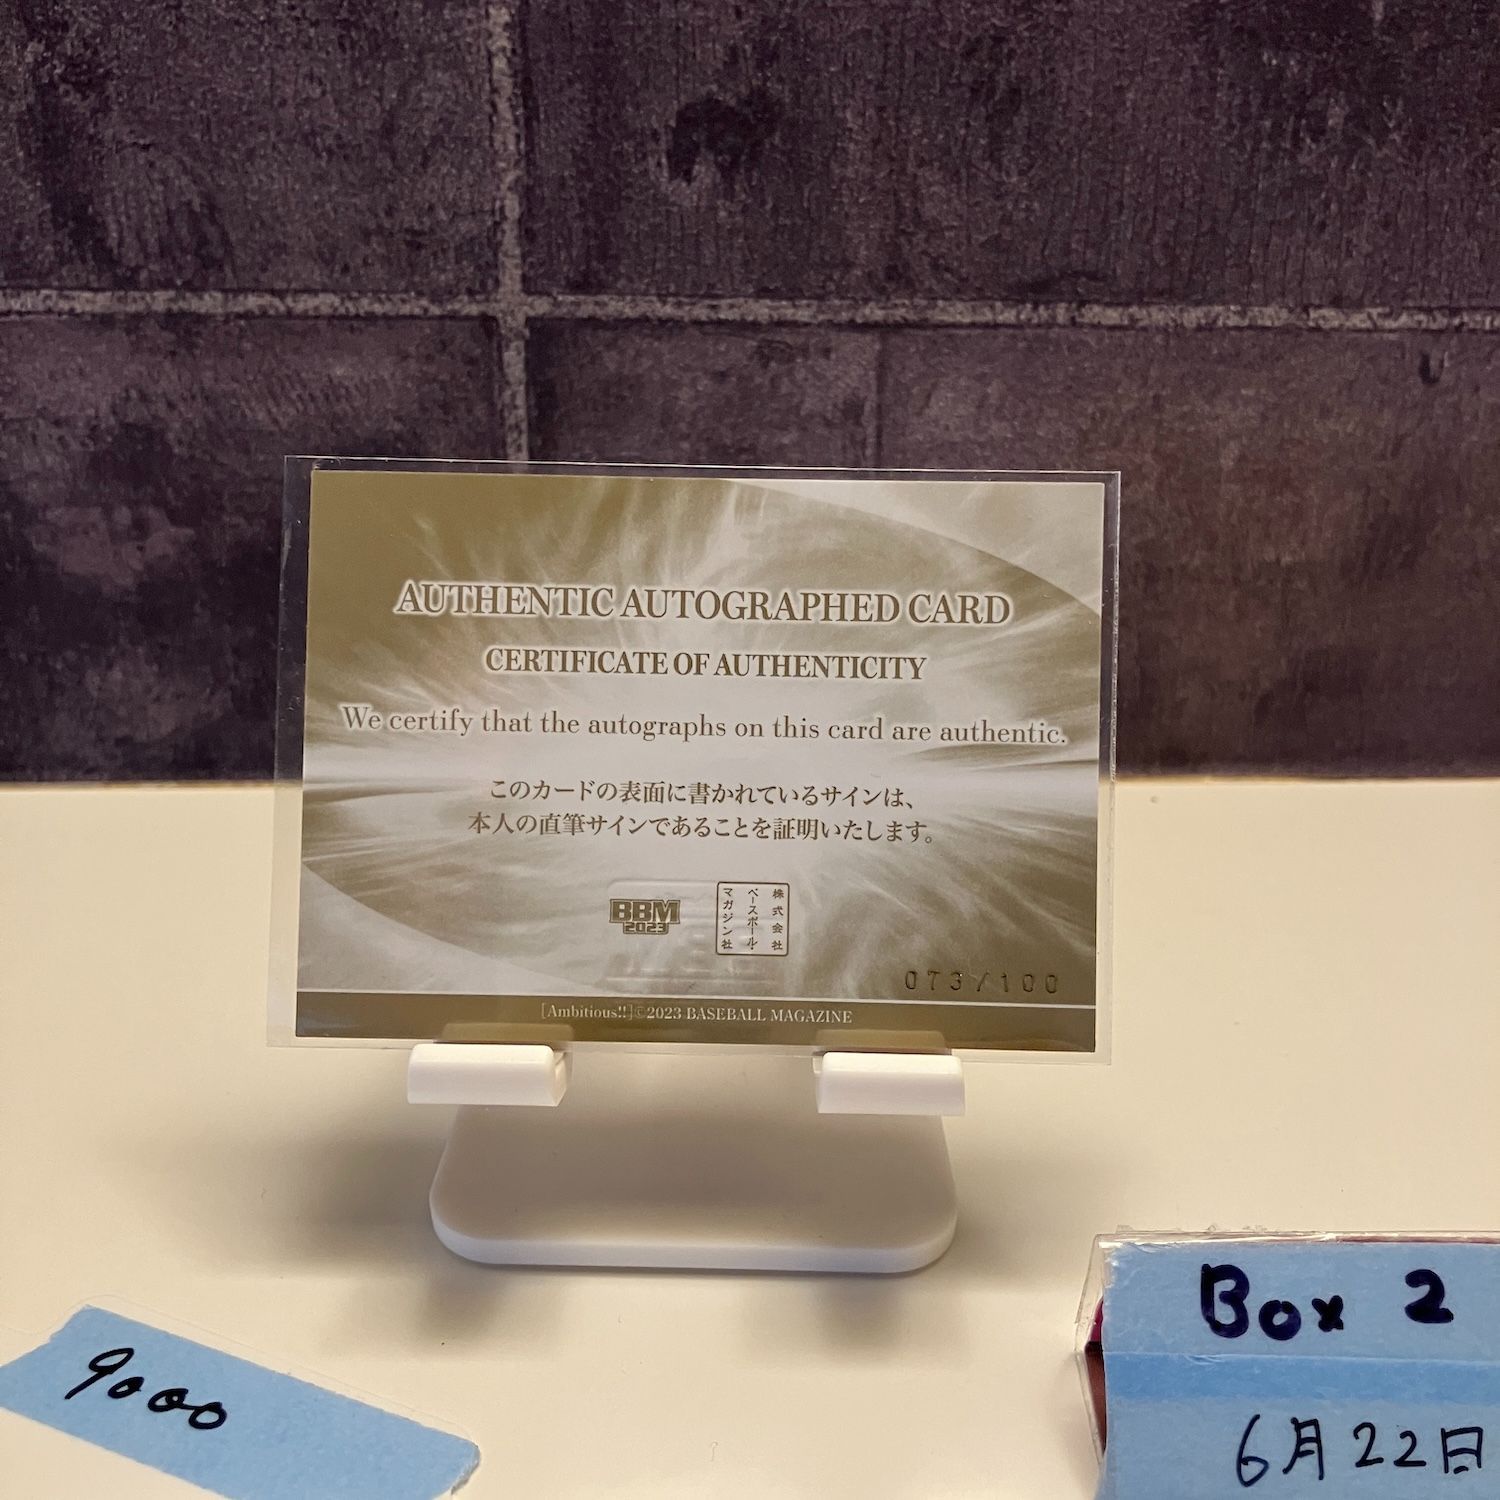 AUTHENTIC AUTOGRAPHED CARD
CERTIFICATE OF AUTHENTICITY
We certify that the autographs on this card are authentic.
このカードの表面に書かれているサインは、
本人の直筆サインであることを証明いたします。
BBM
2023
株式会社
ベースボール・
マガジン社
073/100
[Ambitious!!]©2023 BASEBALL MAGAZINE
9000
Box 2
6月22日